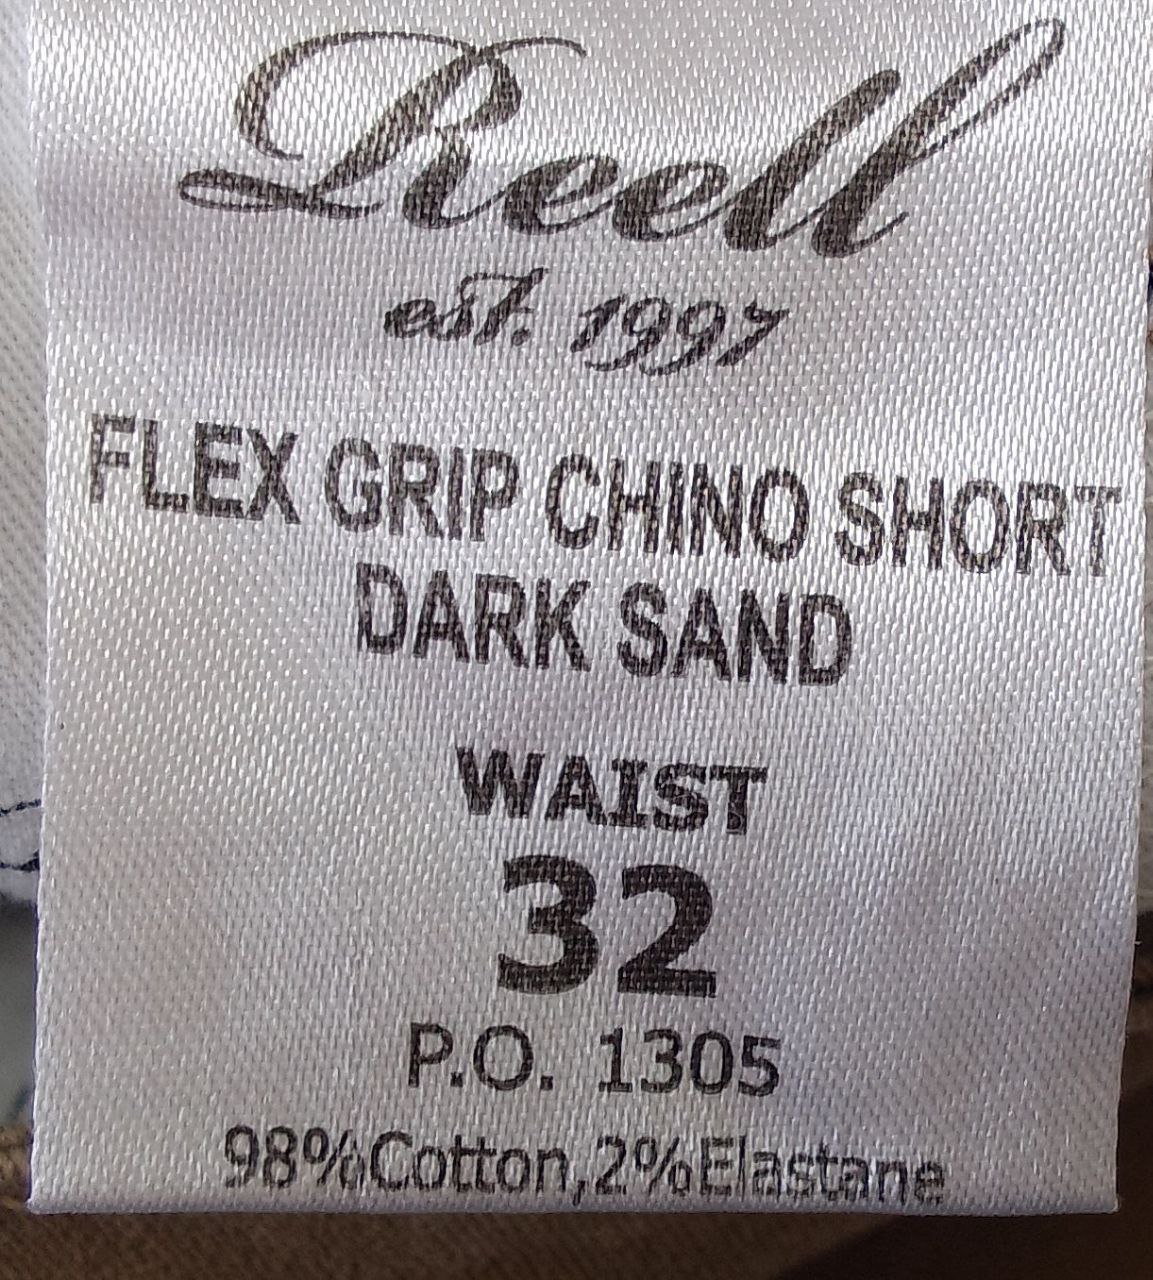 Reell
est. 1997
FLEX GRIP CHINO SHORT
DARK SAND
WAIST
32
P.O. 1305
98%Cotton,2%Elastane